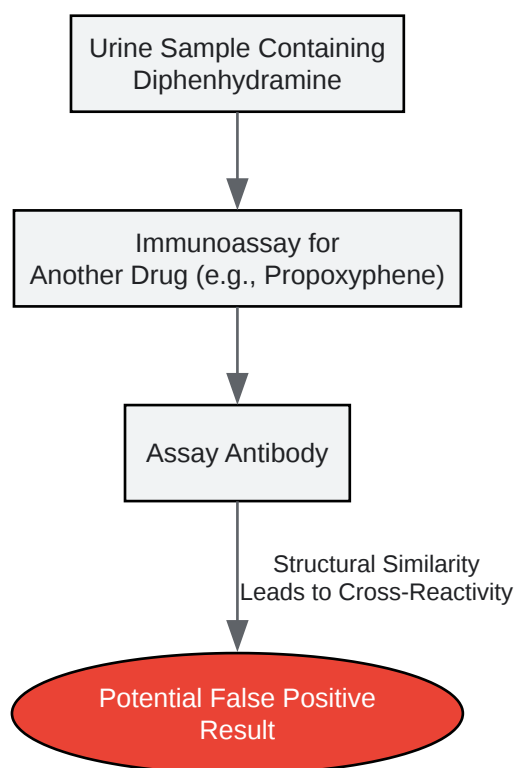 Urine Sample Containing
Diphenhydramine
Immunoassay for
Another Drug (e.g., Propoxyphene)
Assay Antibody
Structural Similarity
Leads to Cross-Reactivity
Potential False Positive
Result